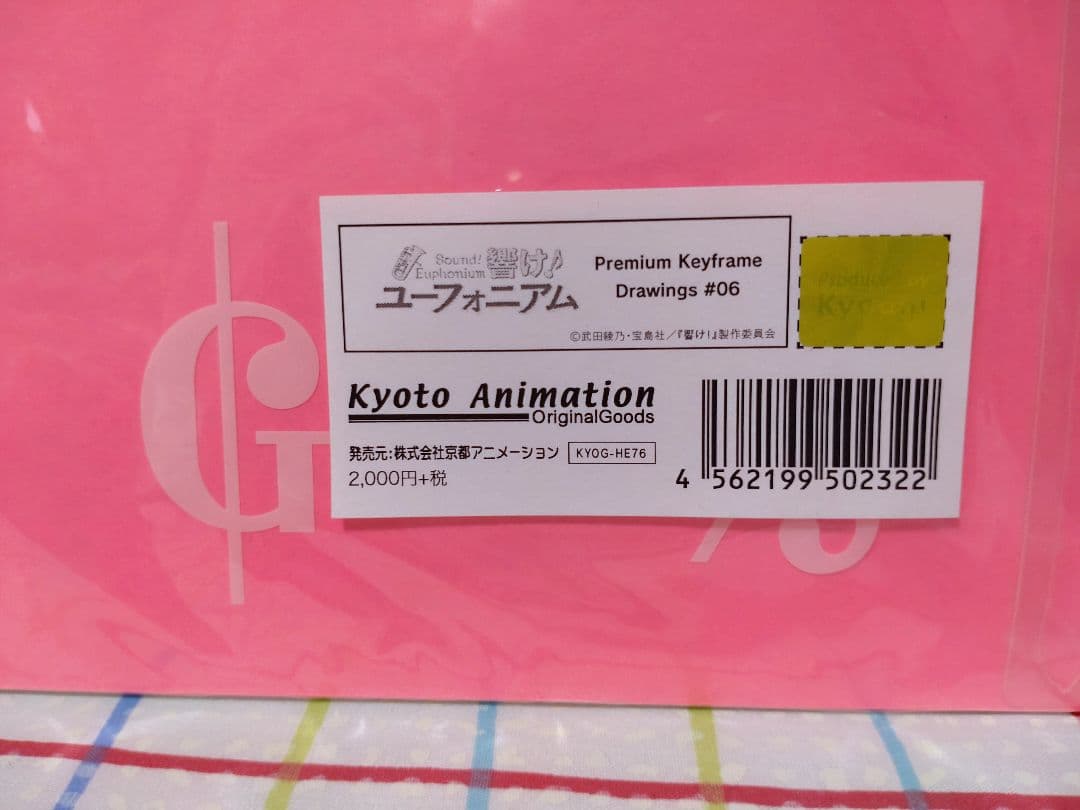 Sound!
Euphonium
響け♪
ユーフォニアム
Premium Keyframe
Drawings #06
©武田綾乃・宝島社/『響け!』製作委員会
Produced by
Kyoani
Kyoto Animation
OriginalGoods
発売元:株式会社京都アニメーション
KYOG-HE76
2,000円+税
4 562199 502322
G